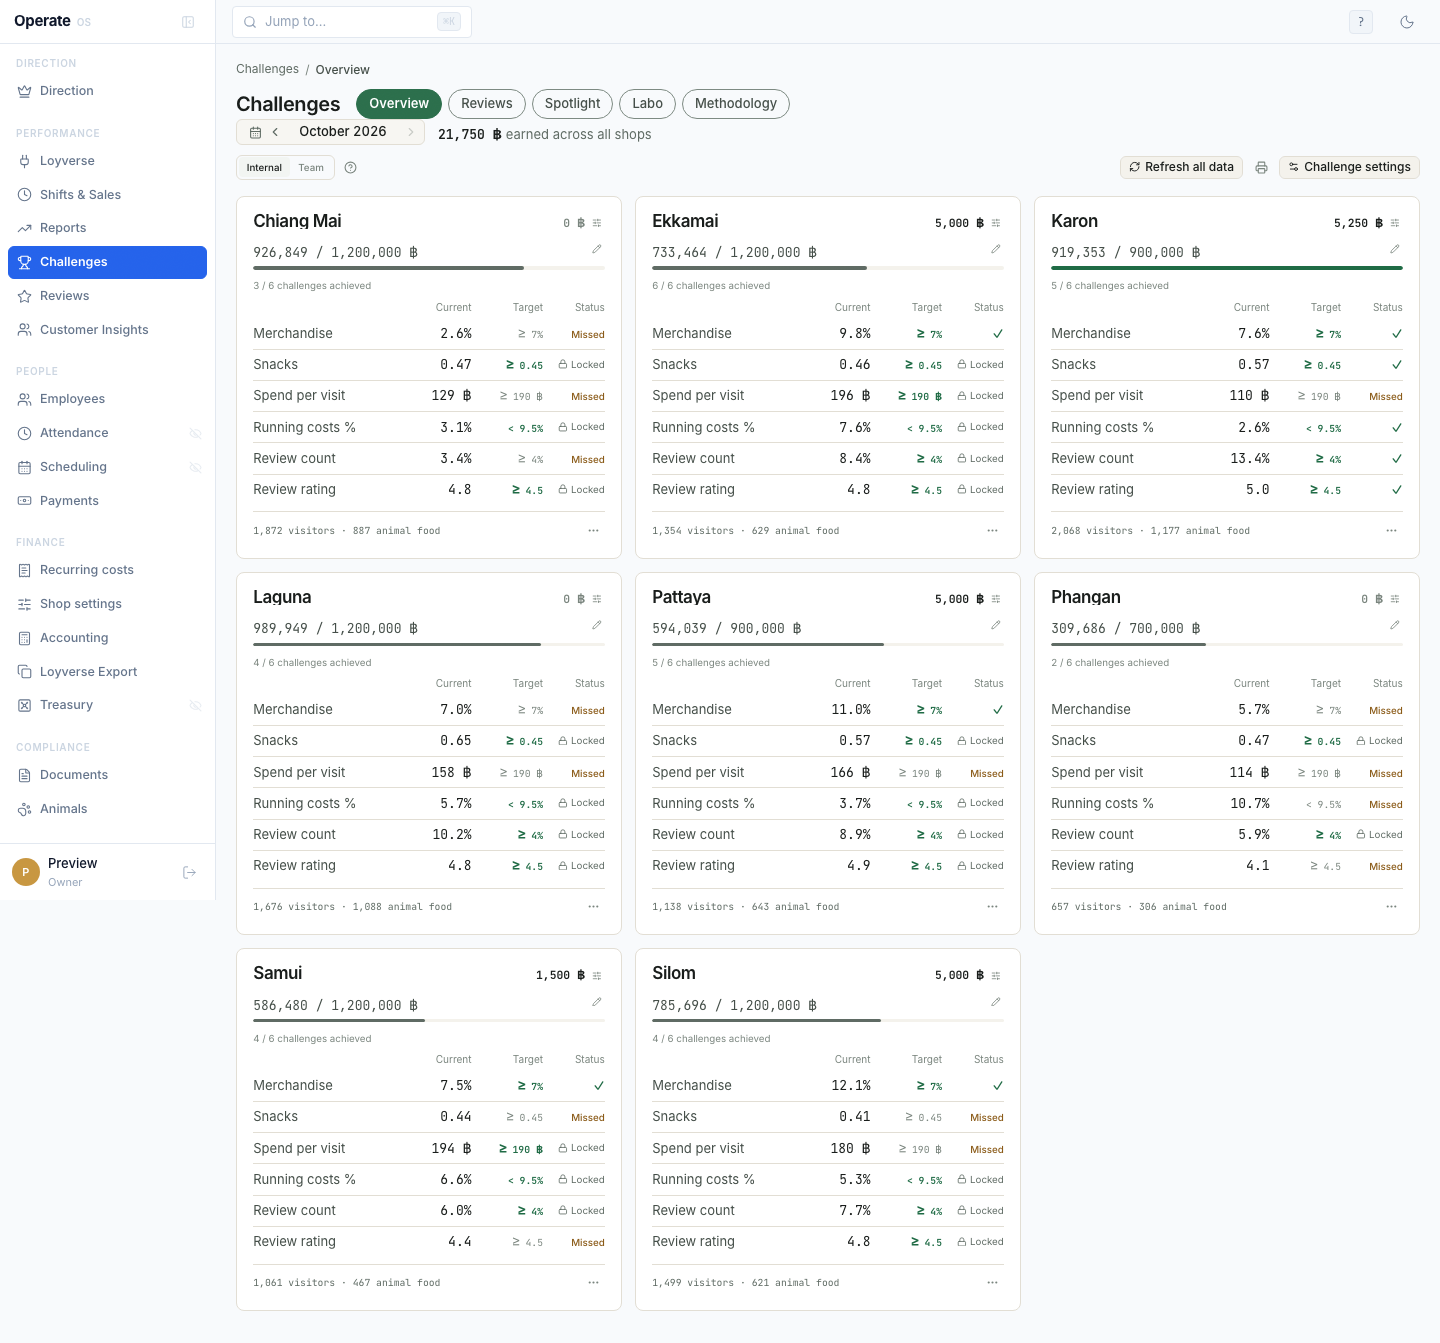 Operate OS
Jump to...
⌘K
?
DIRECTION
Direction
PERFORMANCE
Loyverse
Shifts & Sales
Reports
Challenges
Reviews
Customer Insights
PEOPLE
Employees
Attendance
Scheduling
Payments
FINANCE
Recurring costs
Shop settings
Accounting
Loyverse Export
Treasury
COMPLIANCE
Documents
Animals
P
Preview
Owner
Challenges / Overview
Challenges Overview Reviews Spotlight Labo Methodology
October 2026 21,750 ฿ earned across all shops
Internal Team Refresh all data Challenge settings
Chiang Mai 0 ฿
926,849 / 1,200,000 ฿
3 / 6 challenges achieved
Current Target Status
Merchandise 2.6% ≥ 7% Missed
Snacks 0.47 ≥ 0.45 Locked
Spend per visit 129 ฿ ≥ 190 ฿ Missed
Running costs % 3.1% < 9.5% Locked
Review count 3.4% ≥ 4% Missed
Review rating 4.8 ≥ 4.5 Locked
1,872 visitors · 887 animal food
Ekkamai 5,000 ฿
733,464 / 1,200,000 ฿
6 / 6 challenges achieved
Current Target Status
Merchandise 9.8% ≥ 7% ✓
Snacks 0.46 ≥ 0.45 Locked
Spend per visit 196 ฿ ≥ 190 ฿ Locked
Running costs % 7.6% < 9.5% Locked
Review count 8.4% ≥ 4% Locked
Review rating 4.8 ≥ 4.5 Locked
1,354 visitors · 629 animal food
Karon 5,250 ฿
919,353 / 900,000 ฿
5 / 6 challenges achieved
Current Target Status
Merchandise 7.6% ≥ 7% ✓
Snacks 0.57 ≥ 0.45 ✓
Spend per visit 110 ฿ ≥ 190 ฿ Missed
Running costs % 2.6% < 9.5% ✓
Review count 13.4% ≥ 4% ✓
Review rating 5.0 ≥ 4.5 ✓
2,068 visitors · 1,177 animal food
Laguna 0 ฿
989,949 / 1,200,000 ฿
4 / 6 challenges achieved
Current Target Status
Merchandise 7.0% ≥ 7% Missed
Snacks 0.65 ≥ 0.45 Locked
Spend per visit 158 ฿ ≥ 190 ฿ Missed
Running costs % 5.7% < 9.5% Locked
Review count 10.2% ≥ 4% Locked
Review rating 4.8 ≥ 4.5 Locked
1,676 visitors · 1,088 animal food
Pattaya 5,000 ฿
594,039 / 900,000 ฿
5 / 6 challenges achieved
Current Target Status
Merchandise 11.0% ≥ 7% ✓
Snacks 0.57 ≥ 0.45 Locked
Spend per visit 166 ฿ ≥ 190 ฿ Missed
Running costs % 3.7% < 9.5% Locked
Review count 8.9% ≥ 4% Locked
Review rating 4.9 ≥ 4.5 Locked
1,138 visitors · 643 animal food
Phangan 0 ฿
309,686 / 700,000 ฿
2 / 6 challenges achieved
Current Target Status
Merchandise 5.7% ≥ 7% Missed
Snacks 0.47 ≥ 0.45 Locked
Spend per visit 114 ฿ ≥ 190 ฿ Missed
Running costs % 10.7% < 9.5% Missed
Review count 5.9% ≥ 4% Locked
Review rating 4.1 ≥ 4.5 Missed
657 visitors · 306 animal food
Samui 1,500 ฿
586,480 / 1,200,000 ฿
4 / 6 challenges achieved
Current Target Status
Merchandise 7.5% ≥ 7% ✓
Snacks 0.44 ≥ 0.45 Missed
Spend per visit 194 ฿ ≥ 190 ฿ Locked
Running costs % 6.6% < 9.5% Locked
Review count 6.0% ≥ 4% Locked
Review rating 4.4 ≥ 4.5 Missed
1,061 visitors · 467 animal food
Silom 5,000 ฿
785,696 / 1,200,000 ฿
4 / 6 challenges achieved
Current Target Status
Merchandise 12.1% ≥ 7% ✓
Snacks 0.41 ≥ 0.45 Missed
Spend per visit 180 ฿ ≥ 190 ฿ Missed
Running costs % 5.3% < 9.5% Locked
Review count 7.7% ≥ 4% Locked
Review rating 4.8 ≥ 4.5 Locked
1,499 visitors · 621 animal food